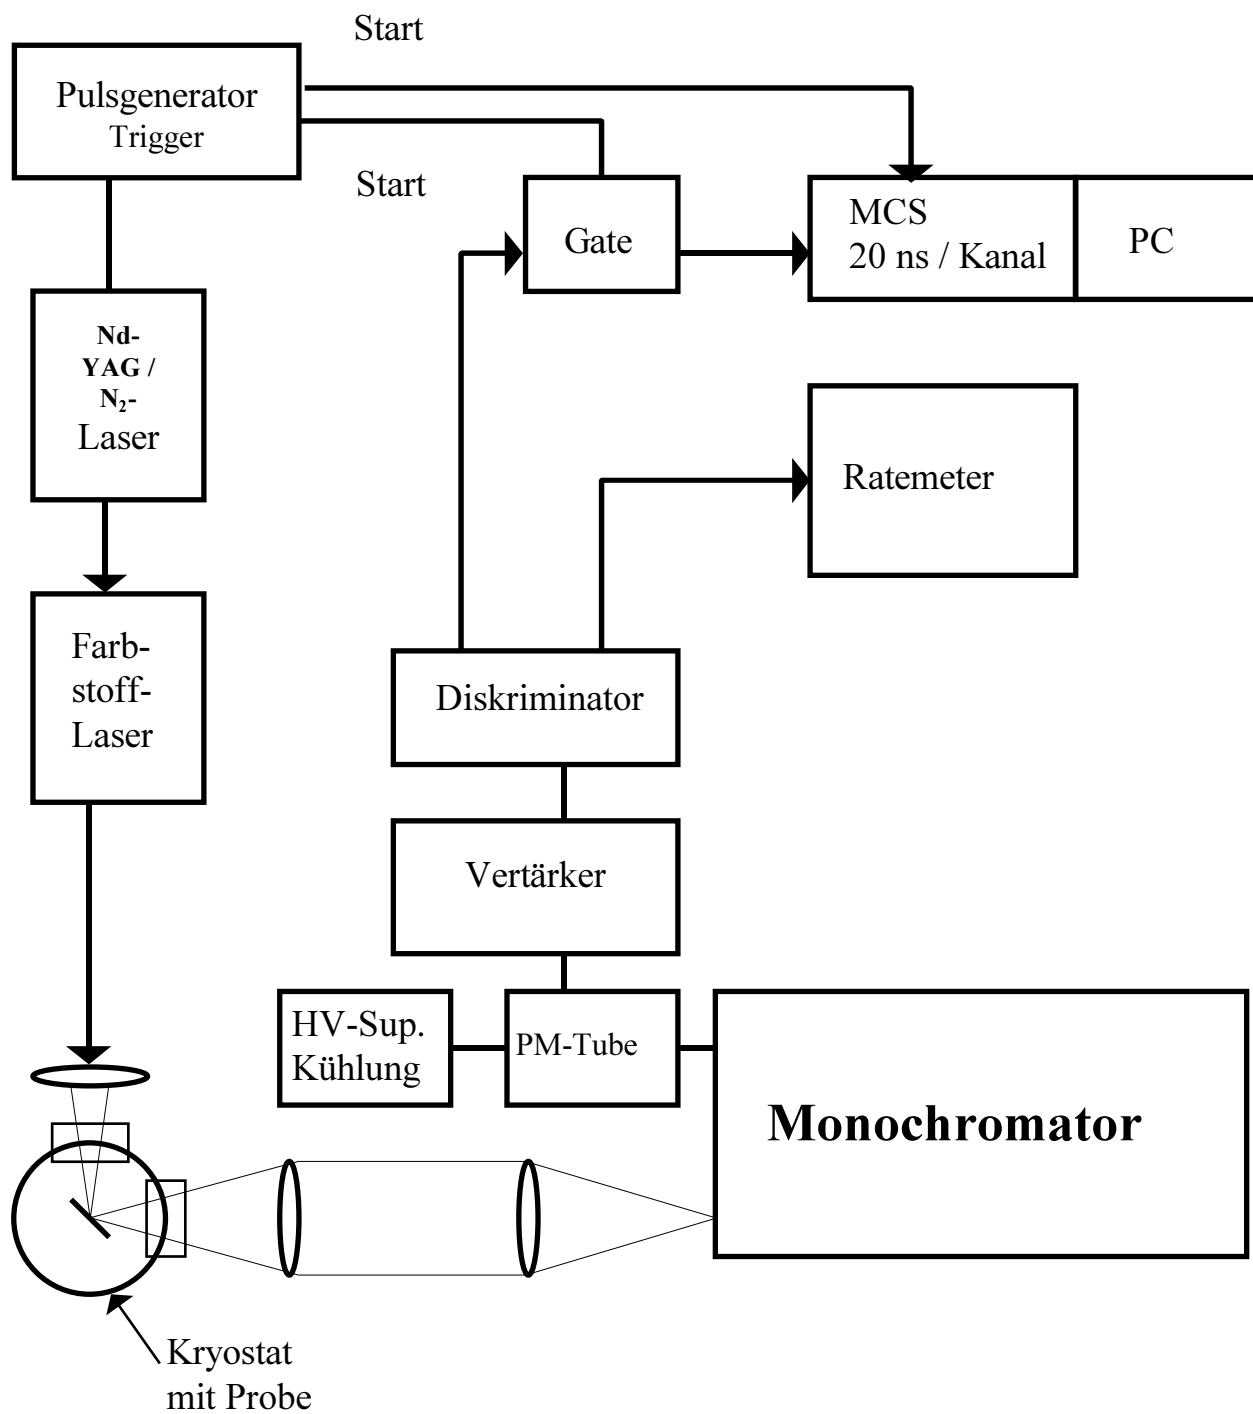 Start
Pulsgenerator
Trigger
Start
Gate
MCS
20 ns / Kanal
PC
Nd-
YAG /
N₂-
Laser
Ratemeter
Farb-
stoff-
Laser
Diskriminator
Vertärker
HV-Sup.
Kühlung
PM-Tube
Monochromator
Kryostat
mit Probe